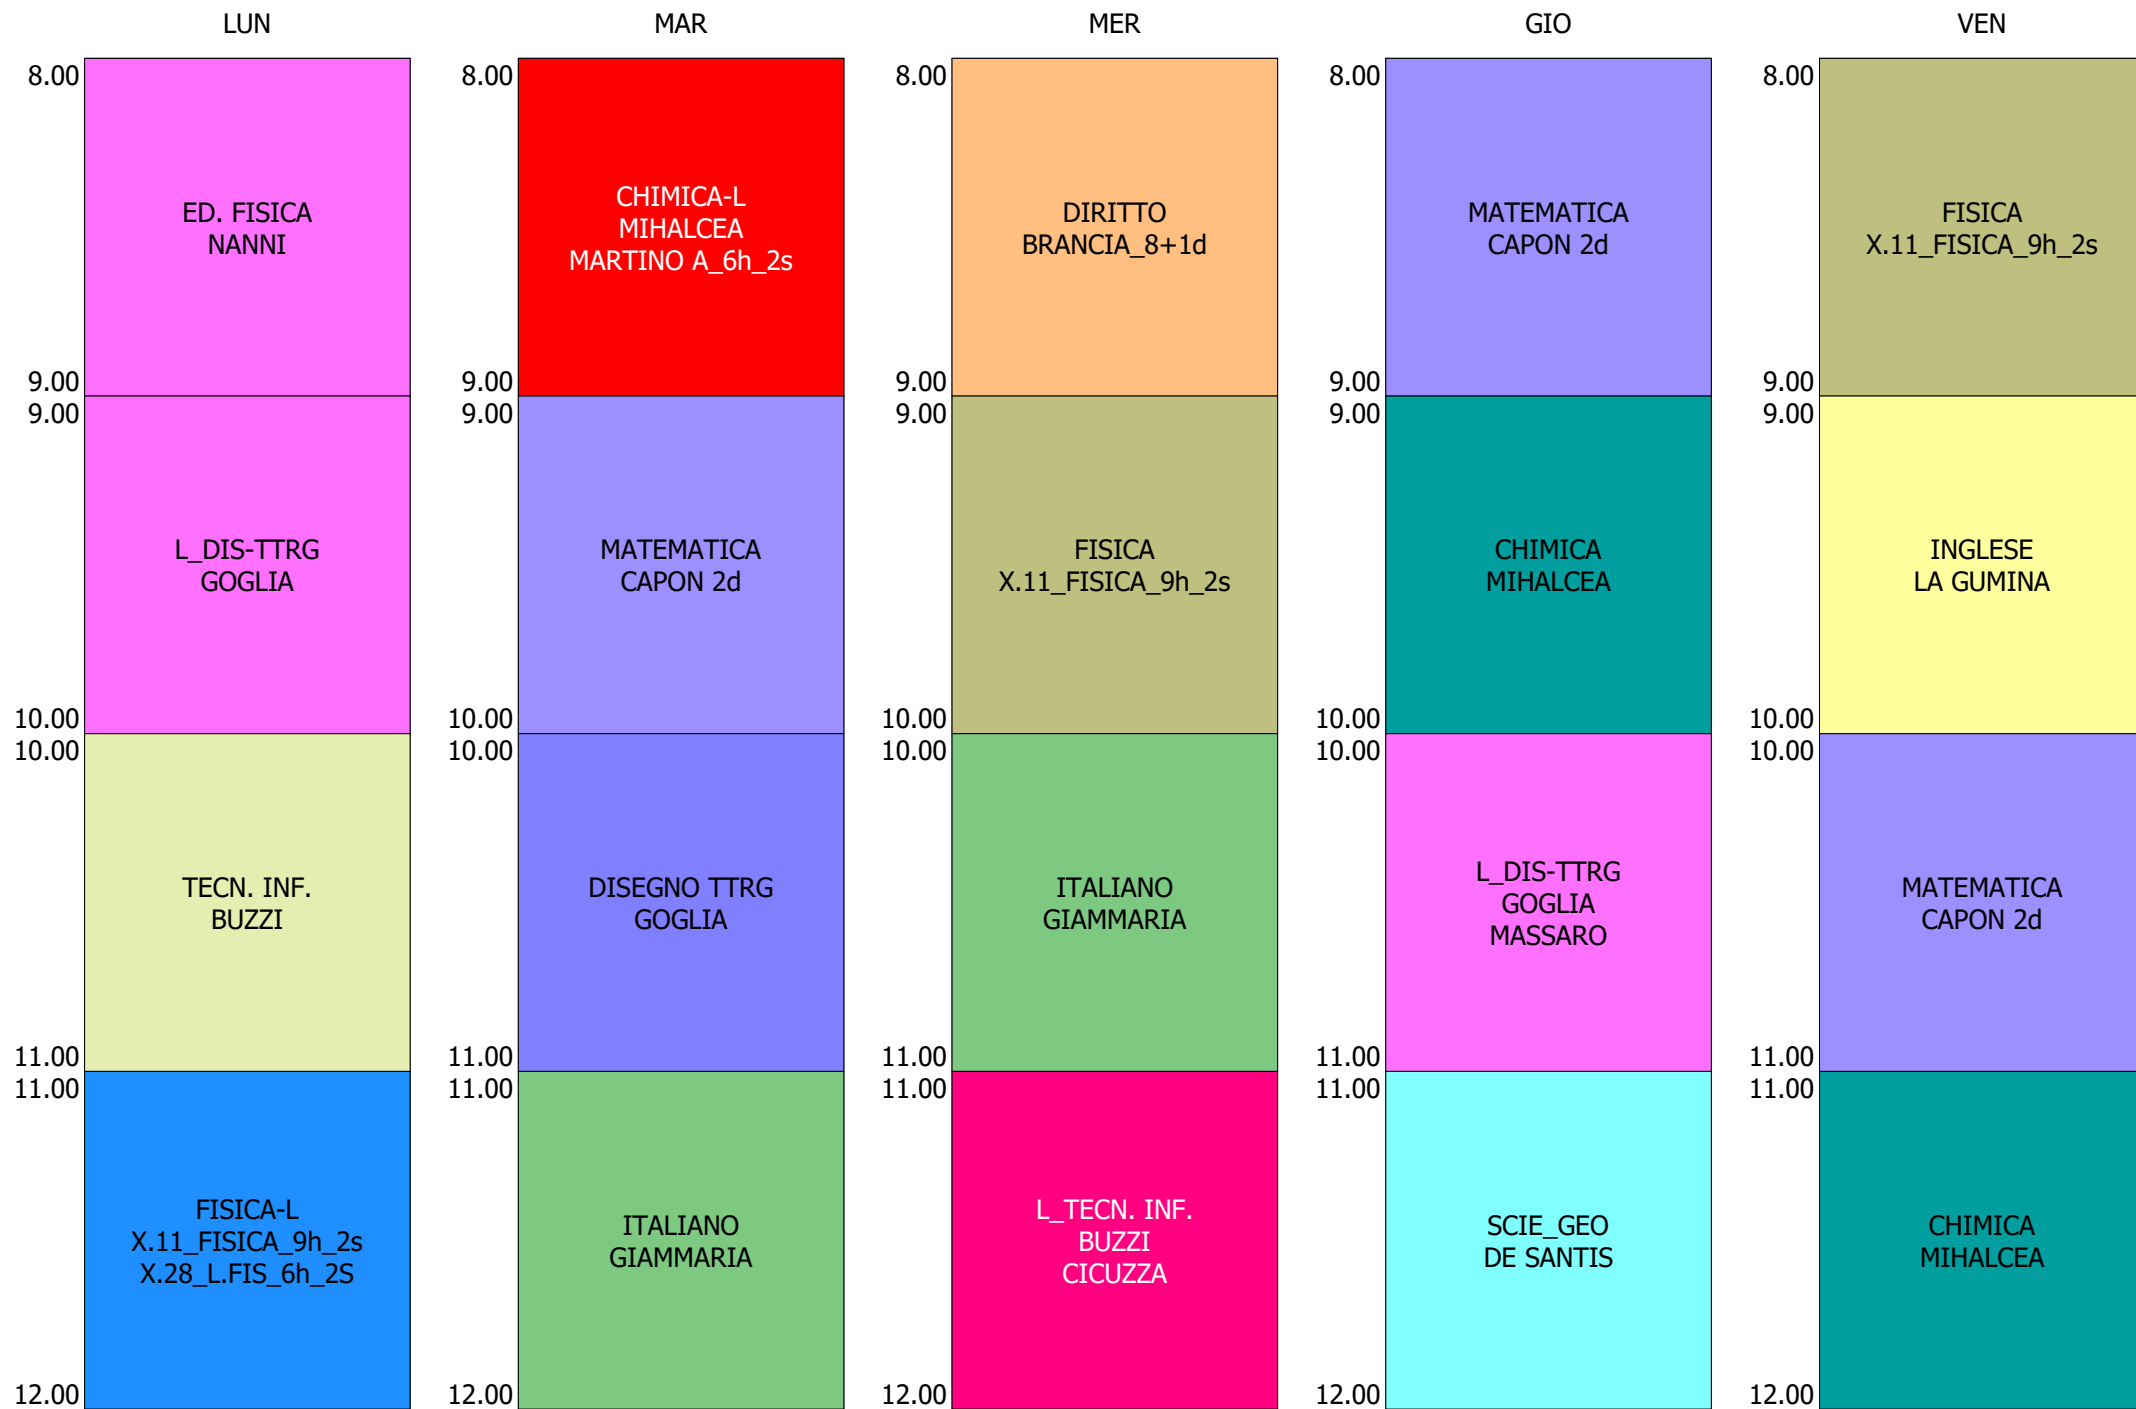 LUN
MAR
MER
GIO
VEN
8.00
ED. FISICA
NANNI
9.00
9.00
L_DIS-TTRG
GOGLIA
10.00
10.00
TECN. INF.
BUZZI
11.00
11.00
FISICA-L
X.11_FISICA_9h_2s
X.28_L.FIS_6h_2S
12.00
8.00
CHIMICA-L
MIHALCEA
MARTINO A_6h_2s
9.00
9.00
MATEMATICA
CAPON 2d
10.00
10.00
DISEGNO TTRG
GOGLIA
11.00
11.00
ITALIANO
GIAMMARIA
12.00
8.00
DIRITTO
BRANCIA_8+1d
9.00
9.00
FISICA
X.11_FISICA_9h_2s
10.00
10.00
ITALIANO
GIAMMARIA
11.00
11.00
L_TECN. INF.
BUZZI
CICUZZA
12.00
8.00
MATEMATICA
CAPON 2d
9.00
9.00
CHIMICA
MIHALCEA
10.00
10.00
L_DIS-TTRG
GOGLIA
MASSARO
11.00
11.00
SCIE_GEO
DE SANTIS
12.00
8.00
FISICA
X.11_FISICA_9h_2s
9.00
9.00
INGLESE
LA GUMINA
10.00
10.00
MATEMATICA
CAPON 2d
11.00
11.00
CHIMICA
MIHALCEA
12.00